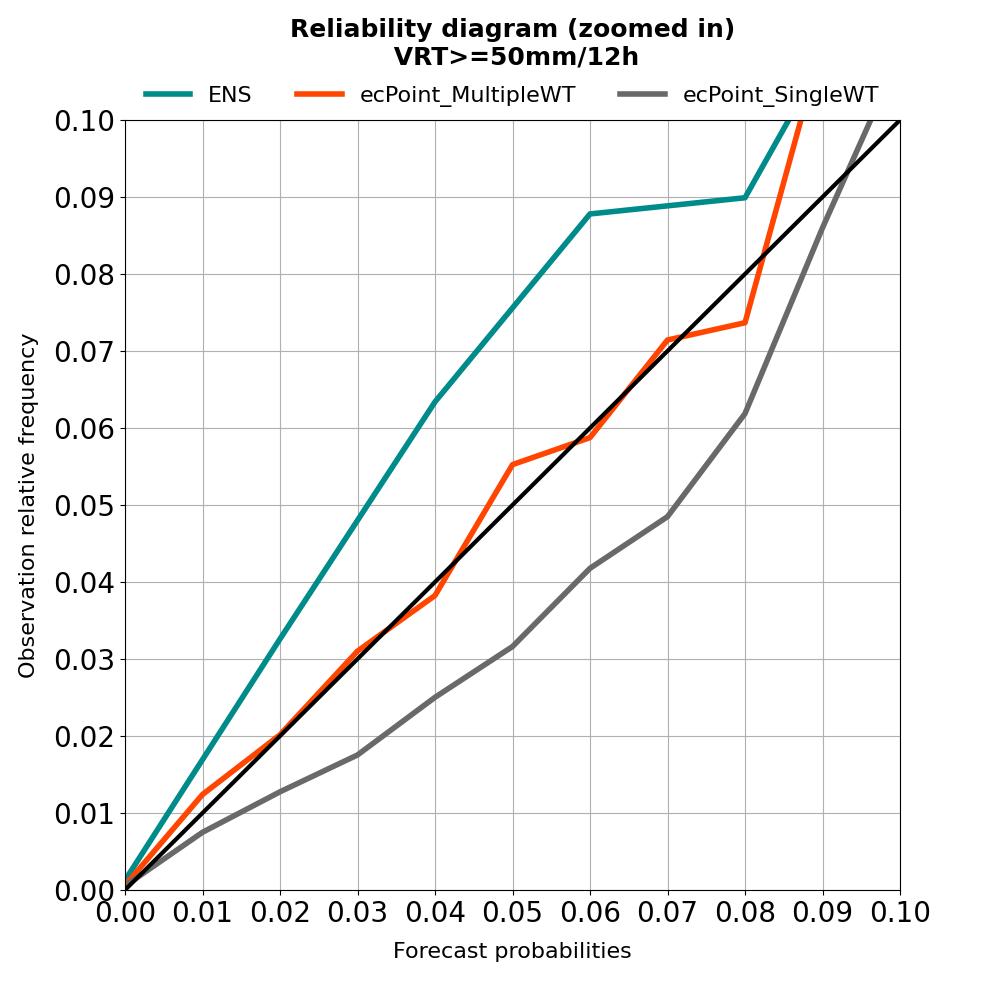 Reliability diagram (zoomed in)
VRT>=50mm/12h
ENS ecPoint_MultipleWT ecPoint_SingleWT
0.10
0.09
0.08
0.07
0.06
0.05
0.04
0.03
0.02
0.01
0.00
Observation relative frequency
0.00 0.01 0.02 0.03 0.04 0.05 0.06 0.07 0.08 0.09 0.10
Forecast probabilities